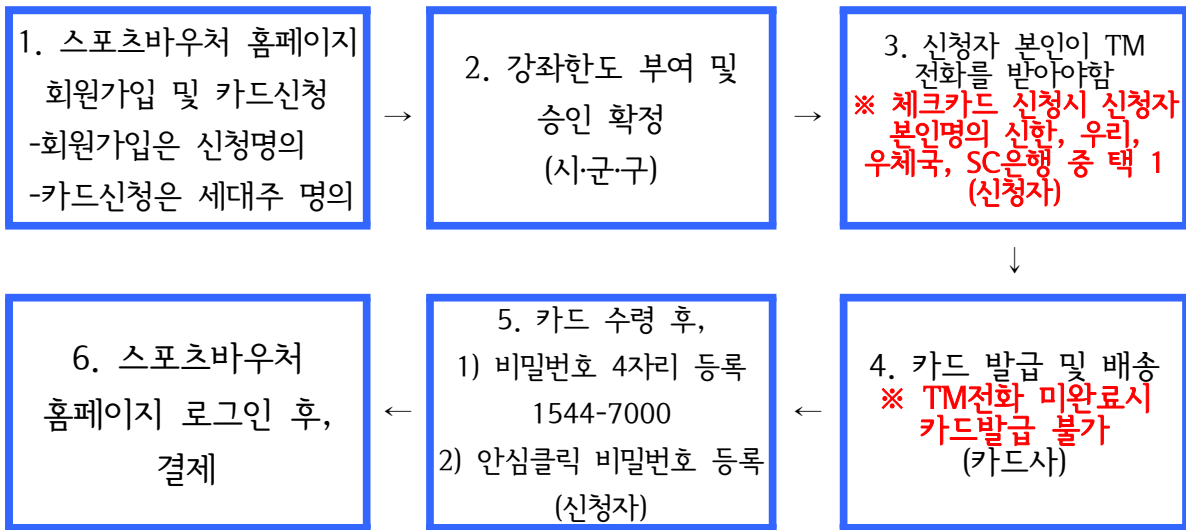 1. 스포츠바우처 홈페이지
회원가입 및 카드신청
-회원가입은 신청명의
-카드신청은 세대주 명의
→
2. 강좌한도 부여 및
승인 확정
(시·군·구)
→
3. 신청자 본인이 TM
전화를 받아야함
※ 체크카드 신청시 신청자
본인명의 신한, 우리,
우체국, SC은행 중 택 1
(신청자)
↓
4. 카드 발급 및 배송
※ TM전화 미완료시
카드발급 불가
(카드사)
←
5. 카드 수령 후,
1) 비밀번호 4자리 등록
1544-7000
2) 안심클릭 비밀번호 등록
(신청자)
←
6. 스포츠바우처
홈페이지 로그인 후,
결제